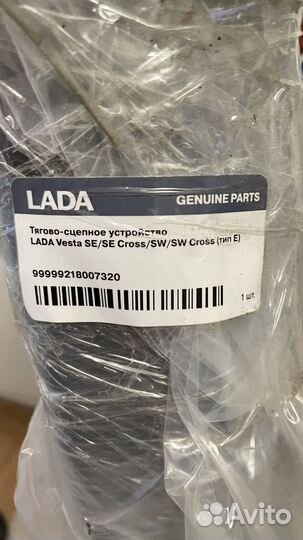 LADA GENUINE PARTS
Тягово-сцепное устройство
LADA Vesta SE/SE Cross/SW/SW Cross (тип E)
99999218007320
1 шт.
Avito